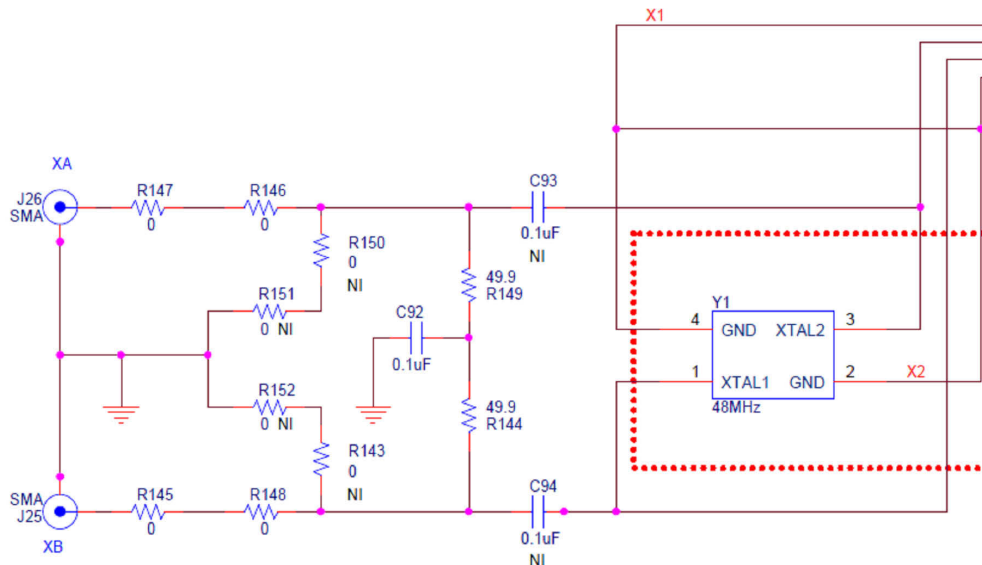 X1
XA
J26
SMA
R147
0
R146
0
C93
0.1uF
NI
R150
0
NI
R151
0 NI
49.9
R149
C92
0.1uF
Y1
4
GND
XTAL2
3
1
XTAL1
GND
2
X2
48MHz
R152
0 NI
49.9
R144
R143
0
NI
SMA
J25
R145
0
R148
0
C94
0.1uF
NI
XB